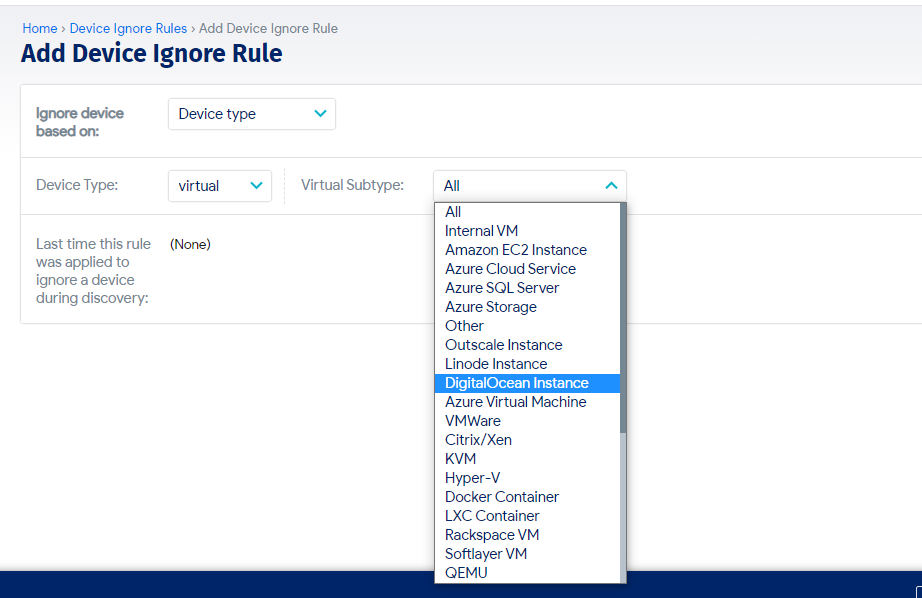 Home › Device Ignore Rules › Add Device Ignore Rule
Add Device Ignore Rule
Ignore device
based on:
Device type
Device Type:
virtual
Virtual Subtype:
All
All
Internal VM
Amazon EC2 Instance
Azure Cloud Service
Azure SQL Server
Azure Storage
Other
Outscale Instance
Linode Instance
DigitalOcean Instance
Azure Virtual Machine
VMWare
Citrix/Xen
KVM
Hyper-V
Docker Container
LXC Container
Rackspace VM
Softlayer VM
QEMU
Last time this rule
was applied to
ignore a device
during discovery:
(None)